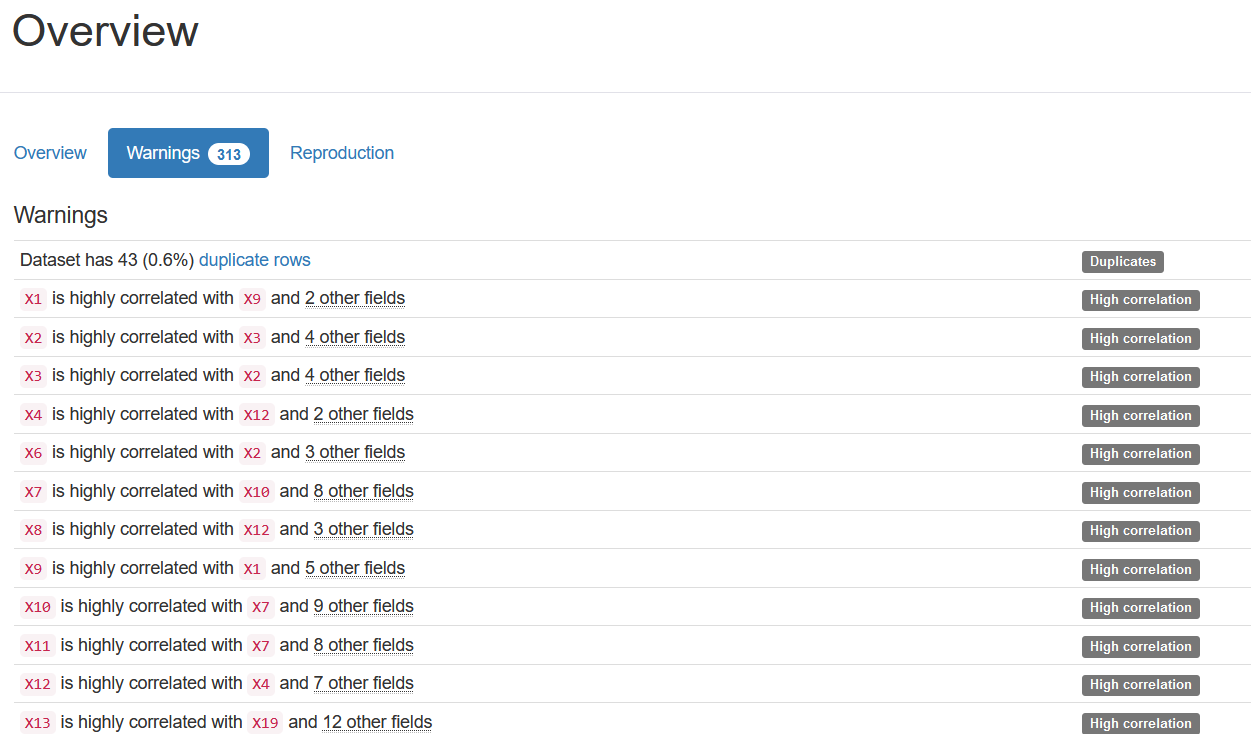 Overview
Overview Warnings 313 Reproduction
Warnings
Dataset has 43 (0.6%) duplicate rows Duplicates
X1 is highly correlated with X9 and 2 other fields High correlation
X2 is highly correlated with X3 and 4 other fields High correlation
X3 is highly correlated with X2 and 4 other fields High correlation
X4 is highly correlated with X12 and 2 other fields High correlation
X6 is highly correlated with X2 and 3 other fields High correlation
X7 is highly correlated with X10 and 8 other fields High correlation
X8 is highly correlated with X12 and 3 other fields High correlation
X9 is highly correlated with X1 and 5 other fields High correlation
X10 is highly correlated with X7 and 9 other fields High correlation
X11 is highly correlated with X7 and 8 other fields High correlation
X12 is highly correlated with X4 and 7 other fields High correlation
X13 is highly correlated with X19 and 12 other fields High correlation